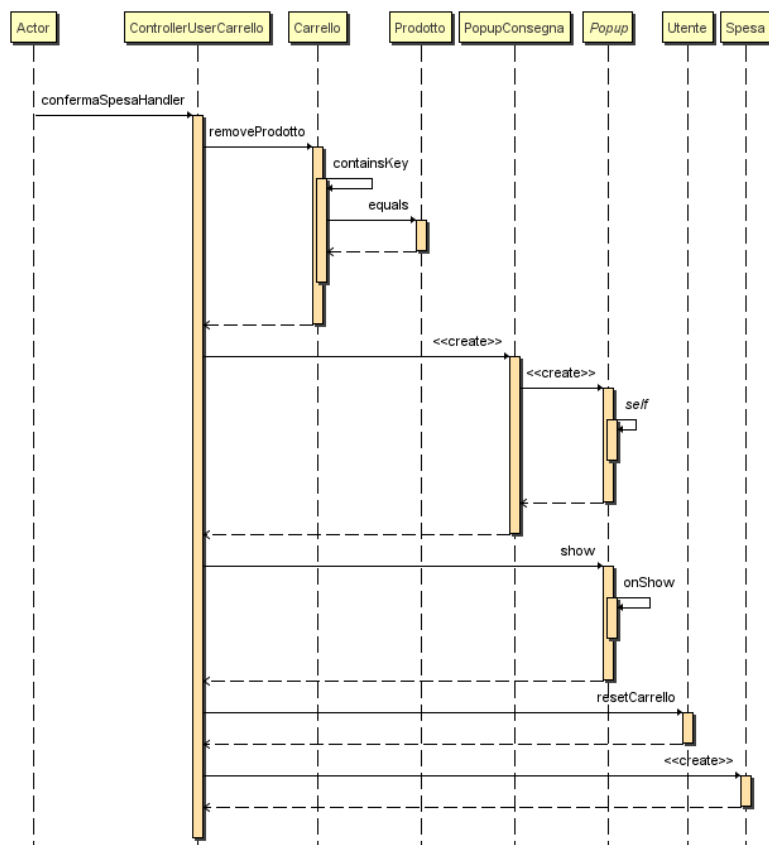 Actor ControllerUserCarrello Carrello Prodotto PopupConsegna Popup Utente Spesa
confermaSpesaHandler
removeProdotto
containsKey
equals
<<create>>
<<create>>
self
show
onShow
resetCarrello
<<create>>